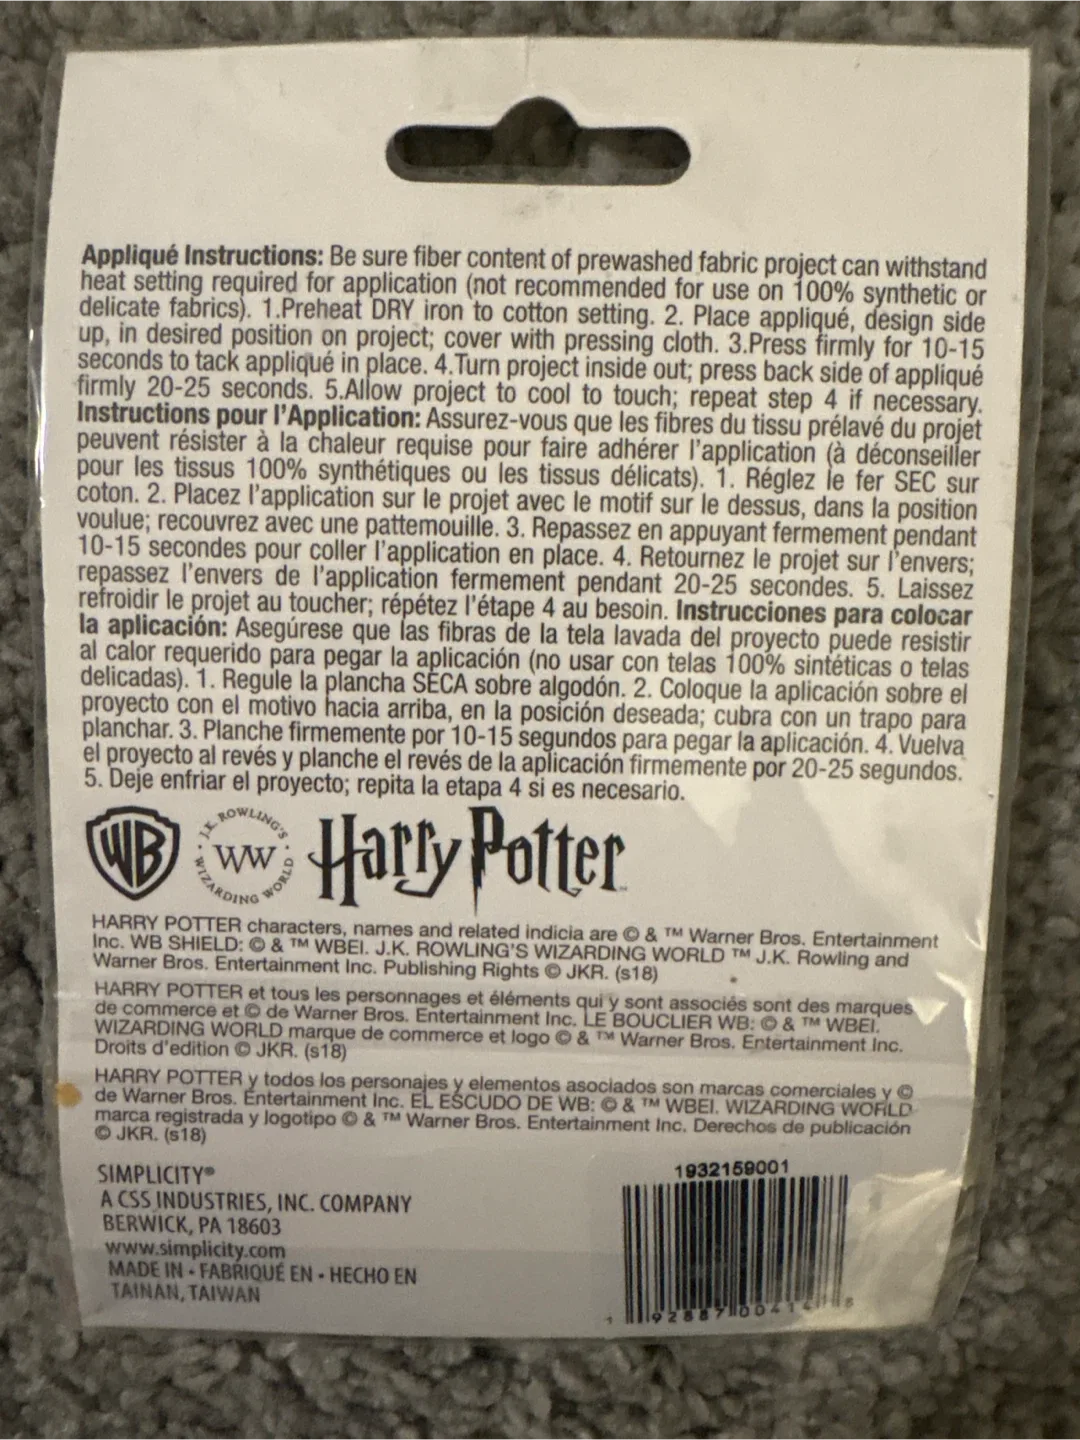 Appliqué Instructions: Be sure fiber content of prewashed fabric project can withstand
heat setting required for application (not recommended for use on 100% synthetic or
delicate fabrics). 1.Preheat DRY iron to cotton setting. 2. Place appliqué, design side
up, in desired position on project; cover with pressing cloth. 3.Press firmly for 10-15
seconds to tack appliqué in place. 4.Turn project inside out; press back side of appliqué
firmly 20-25 seconds. 5.Allow project to cool to touch; repeat step 4 if necessary.
Instructions pour l'Application: Assurez-vous que les fibres du tissu prélavé du projet
peuvent résister à la chaleur requise pour faire adhérer l'application (à déconseiller
pour les tissus 100% synthétiques ou les tissus délicats). 1. Réglez le fer SEC sur
coton. 2. Placez l'application sur le projet avec le motif sur le dessus, dans la position
voulue; recouvrez avec une pattemouille. 3. Repassez en appuyant fermement pendant
10-15 secondes pour coller l'application en place. 4. Retournez le projet sur l'envers;
repassez l'envers de l'application fermement pendant 20-25 secondes. 5. Laissez
refroidir le projet au toucher; répétez l'étape 4 au besoin. Instrucciones para colocar
la aplicación: Asegúrese que las fibras de la tela lavada del proyecto puede resistir
al calor requerido para pegar la aplicación (no usar con telas 100% sintéticas o telas
delicadas). 1. Regule la plancha SECA sobre algodón. 2. Coloque la aplicación sobre el
proyecto con el motivo hacia arriba, en la posición deseada; cubra con un trapo para
planchar. 3. Planche firmemente por 10-15 segundos para pegar la aplicación. 4. Vuelva
el proyecto al revés y planche el revés de la aplicación firmemente por 20-25 segundos.
5. Deje enfriar el proyecto; repita la etapa 4 si es necesario.
WB
J.K. ROWLING'S
WW
WIZARDING WORLD
Harry Potter
HARRY POTTER characters, names and related indicia are © & ™ Warner Bros. Entertainment
Inc. WB SHIELD: © & ™ WBEI. J.K. ROWLING'S WIZARDING WORLD ™ J.K. Rowling and
Warner Bros. Entertainment Inc. Publishing Rights © JKR. (s18)
HARRY POTTER et tous les personnages et éléments qui y sont associés sont des marques
de commerce et © de Warner Bros. Entertainment Inc. LE BOUCLIER WB: © & ™ WBEI.
WIZARDING WORLD marque de commerce et logo © & ™ Warner Bros. Entertainment Inc.
Droits d'edition © JKR. (s18)
HARRY POTTER y todos los personajes y elementos asociados son marcas comerciales y ©
de Warner Bros. Entertainment Inc. EL ESCUDO DE WB: © & ™ WBEI. WIZARDING WORLD
marca registrada y logotipo © & ™ Warner Bros. Entertainment Inc. Derechos de publicación
© JKR. (s18)
SIMPLICITY®
A CSS INDUSTRIES, INC. COMPANY
BERWICK, PA 18603
www.simplicity.com
MADE IN • FABRIQUÉ EN • HECHO EN
TAINAN, TAIWAN
1932159001